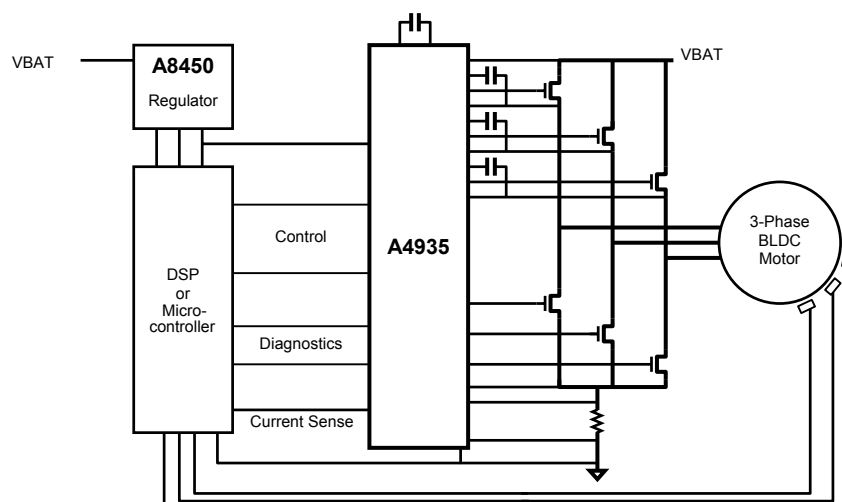 VBAT
A8450
Regulator
VBAT
A4935
Control
DSP
or
Micro-
controller
Diagnostics
Current Sense
3-Phase
BLDC
Motor